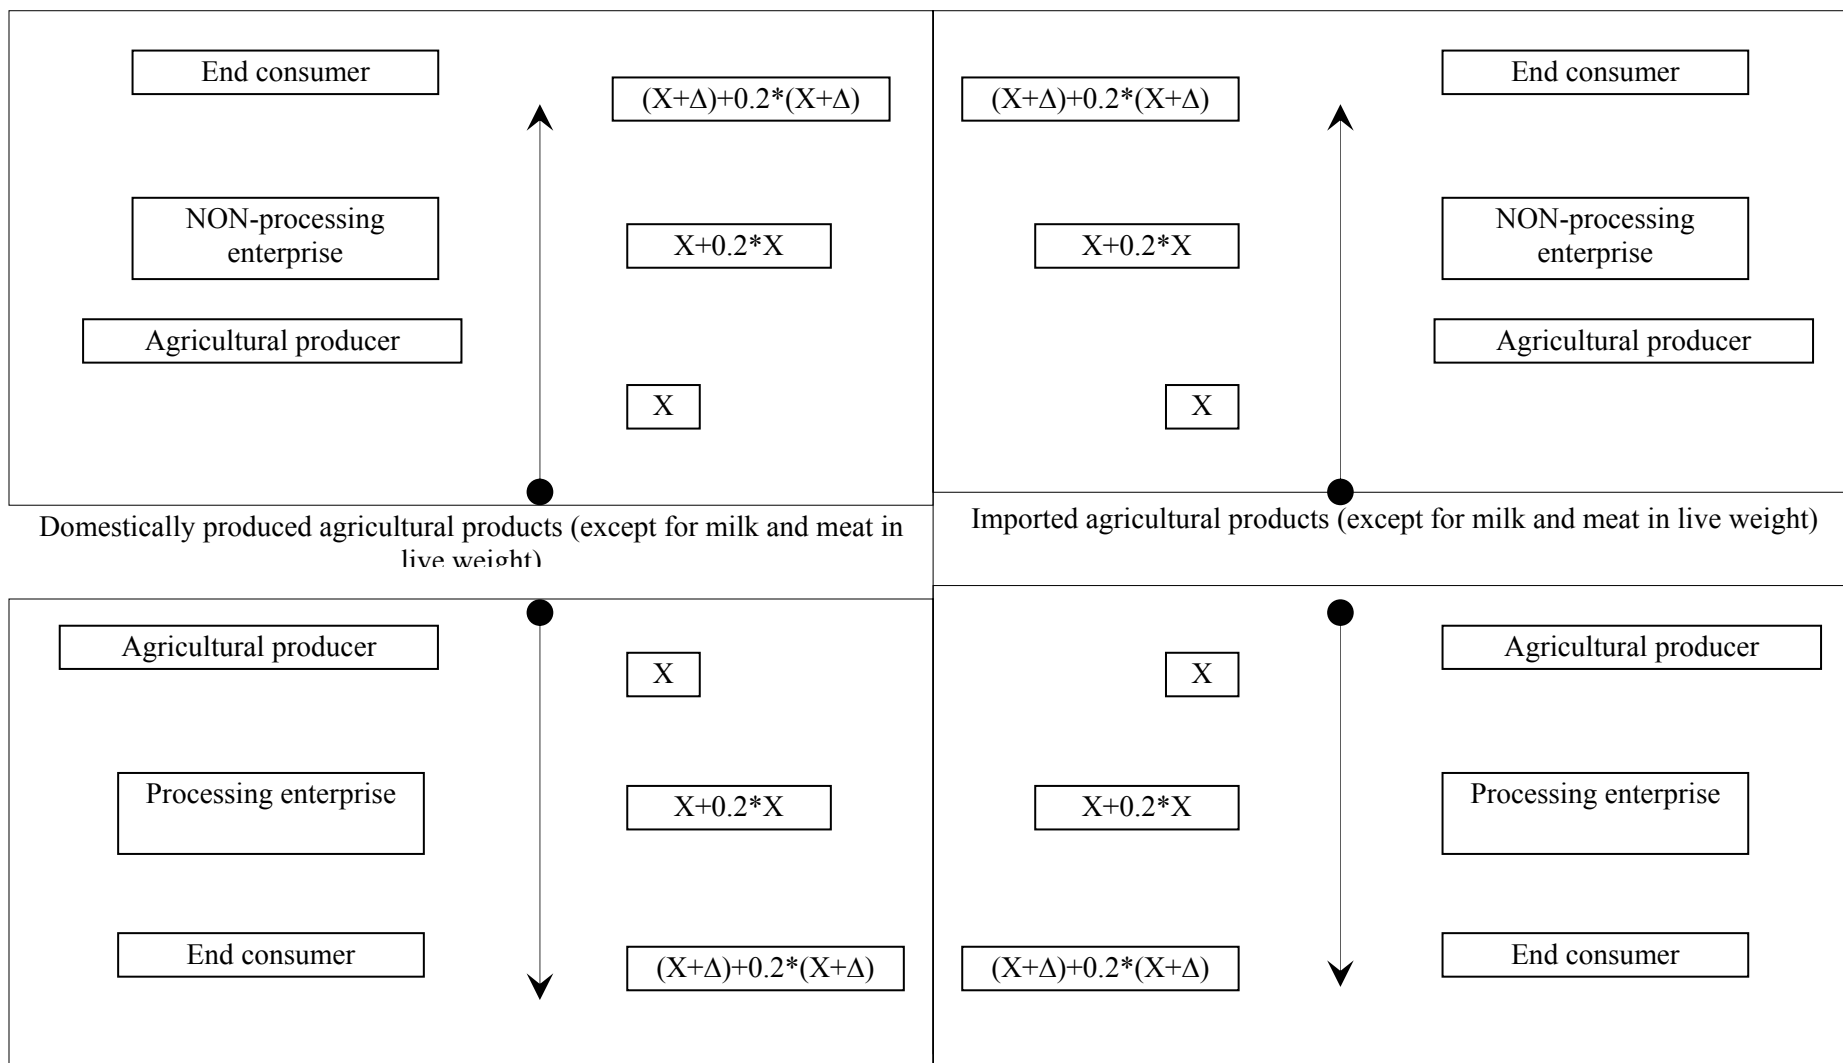 End consumer
(X+Δ)+0.2*(X+Δ)
NON-processing
enterprise
X+0.2*X
Agricultural producer
X
(X+Δ)+0.2*(X+Δ)
End consumer
X+0.2*X
NON-processing
enterprise
Agricultural producer
X
Domestically produced agricultural products (except for milk and meat in
live weight)
Imported agricultural products (except for milk and meat in live weight)
Agricultural producer
X
Processing enterprise
X+0.2*X
End consumer
(X+Δ)+0.2*(X+Δ)
X
Agricultural producer
X+0.2*X
Processing enterprise
(X+Δ)+0.2*(X+Δ)
End consumer